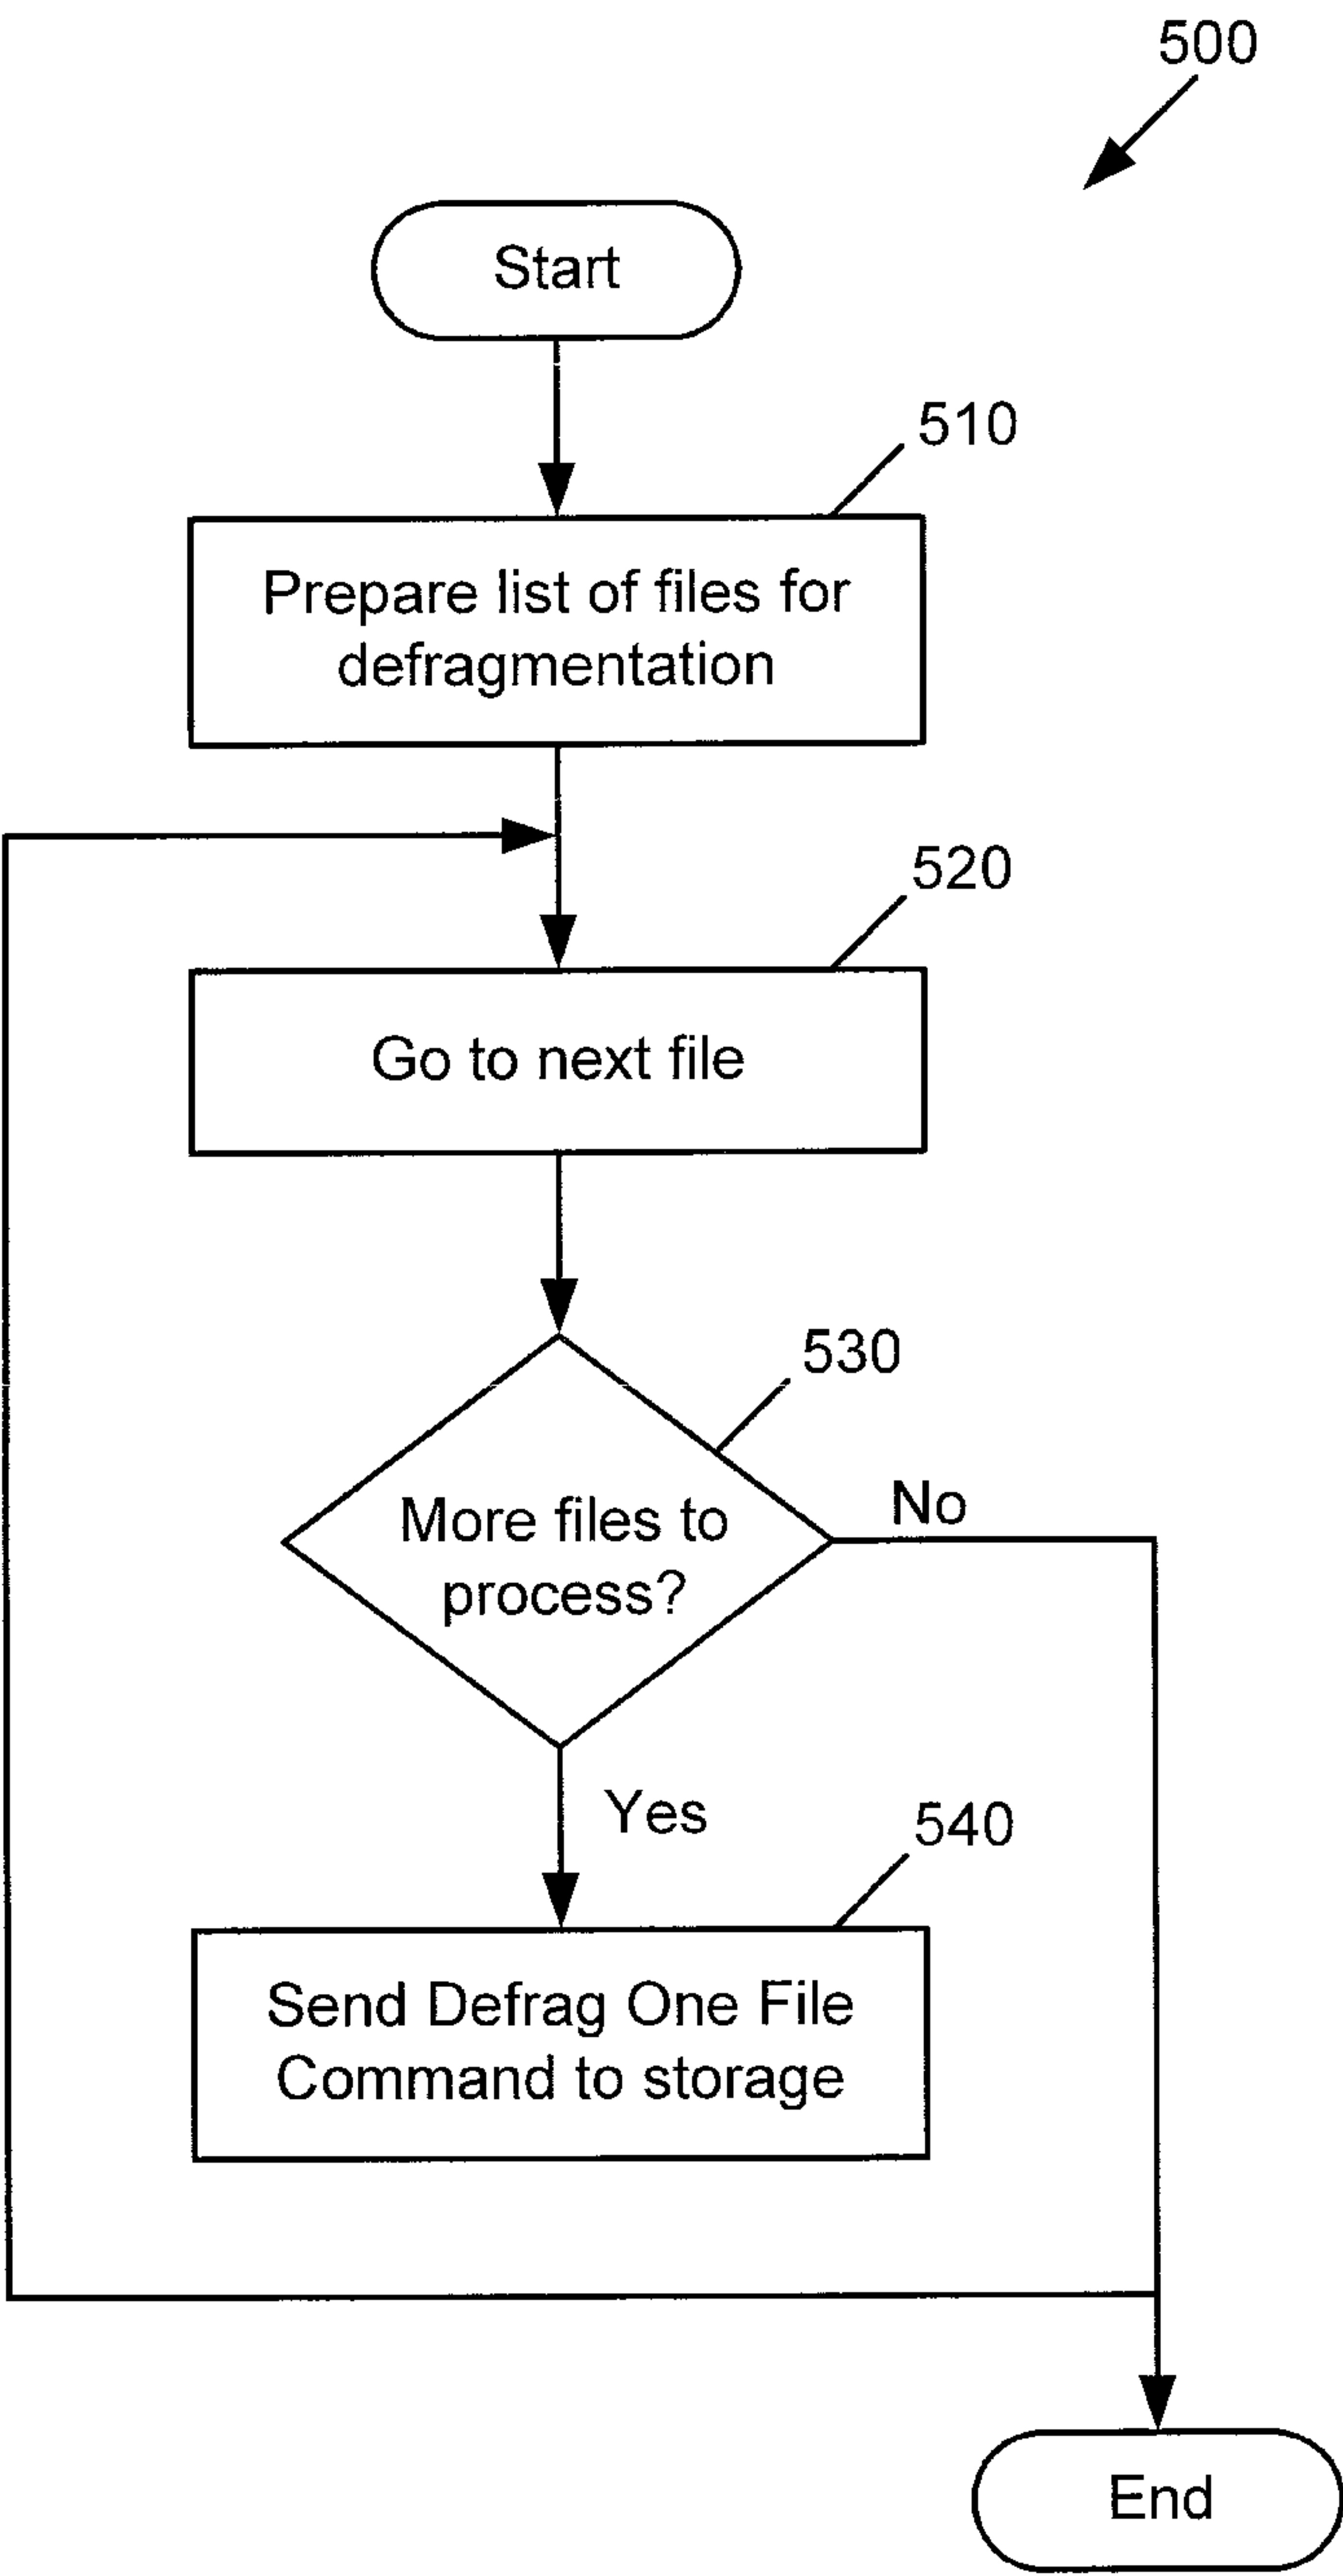 500
Start
510
Prepare list of files for
defragmentation
520
Go to next file
530
More files to
process?
No
Yes
540
Send Defrag One File
Command to storage
End